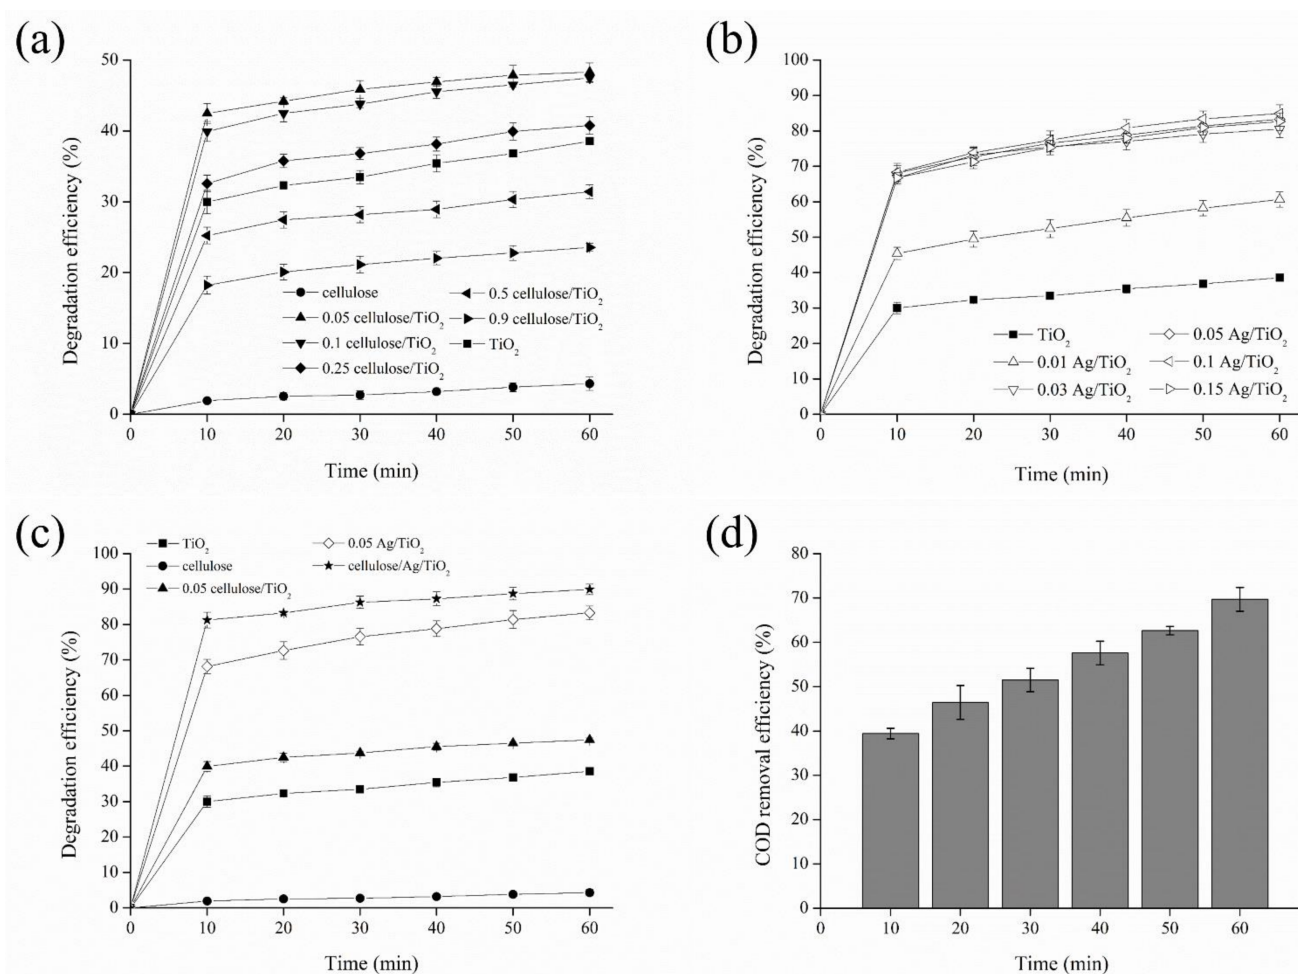 (a)
50
40
30
20
10
0
Degradation efficiency (%)
cellulose
0.05 cellulose/TiO2
0.1 cellulose/TiO2
0.25 cellulose/TiO2
0.5 cellulose/TiO2
0.9 cellulose/TiO2
TiO2
0 10 20 30 40 50 60
Time (min)
(b)
100
90
80
70
60
50
40
30
20
10
0
Degradation efficiency (%)
TiO2
0.01 Ag/TiO2
0.03 Ag/TiO2
0.05 Ag/TiO2
0.1 Ag/TiO2
0.15 Ag/TiO2
0 10 20 30 40 50 60
Time (min)
(c)
TiO2
cellulose
0.05 cellulose/TiO2
0.05 Ag/TiO2
cellulose/Ag/TiO2
100
90
80
70
60
50
40
30
20
10
0
Degradation efficiency (%)
0 10 20 30 40 50 60
Time (min)
(d)
80
70
60
50
40
30
20
10
0
COD removal efficiency (%)
0 10 20 30 40 50 60
Time (min)